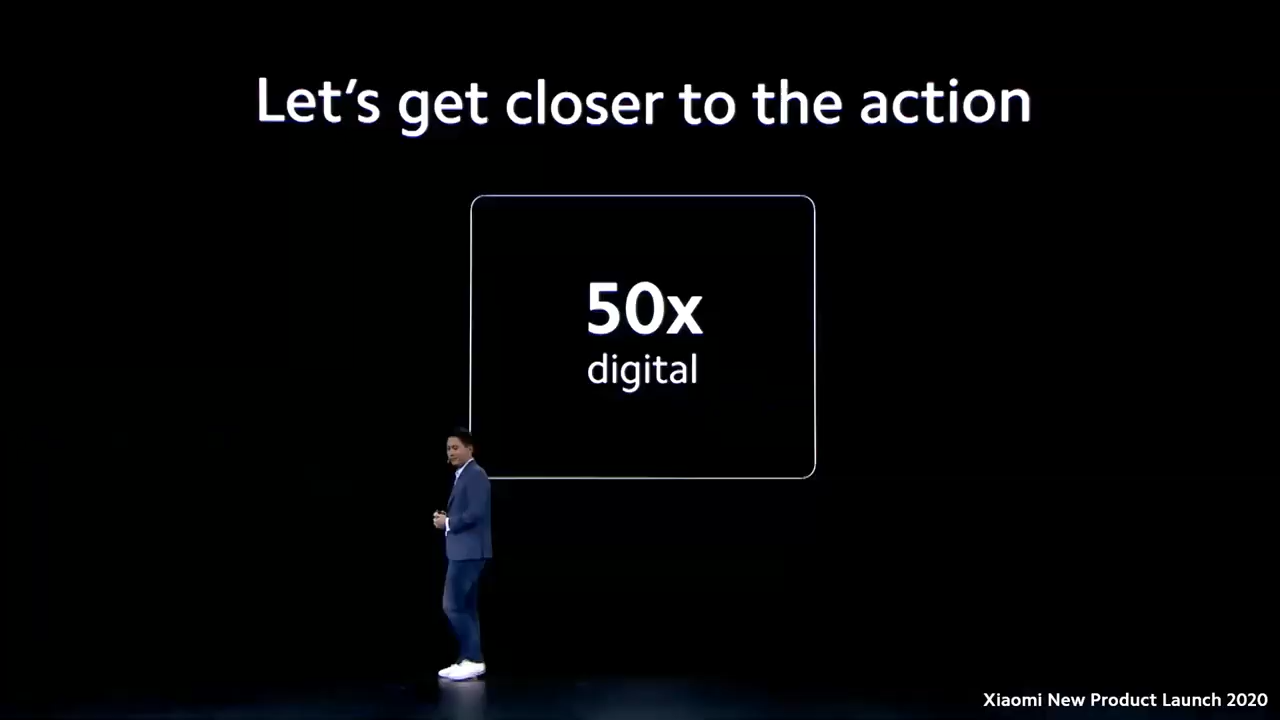 Let's get closer to the action
50x
digital
Xiaomi New Product Launch 2020